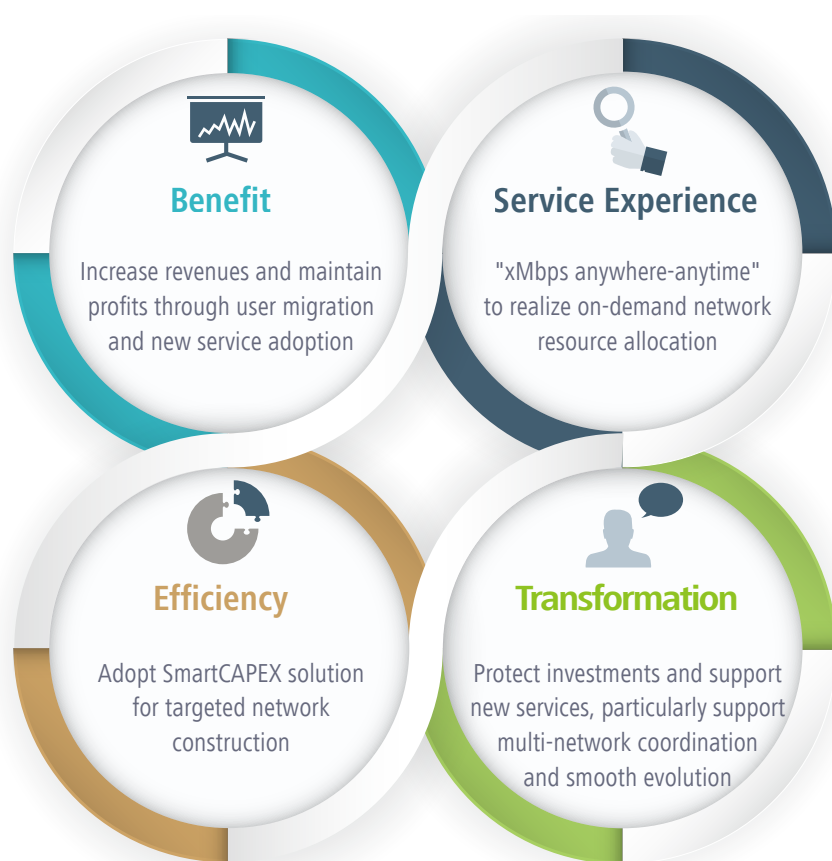 Benefit
Increase revenues and maintain
profits through user migration
and new service adoption
Service Experience
"xMbps anywhere-anytime"
to realize on-demand network
resource allocation
Efficiency
Adopt SmartCAPEX solution
for targeted network
construction
Transformation
Protect investments and support
new services, particularly support
multi-network coordination
and smooth evolution